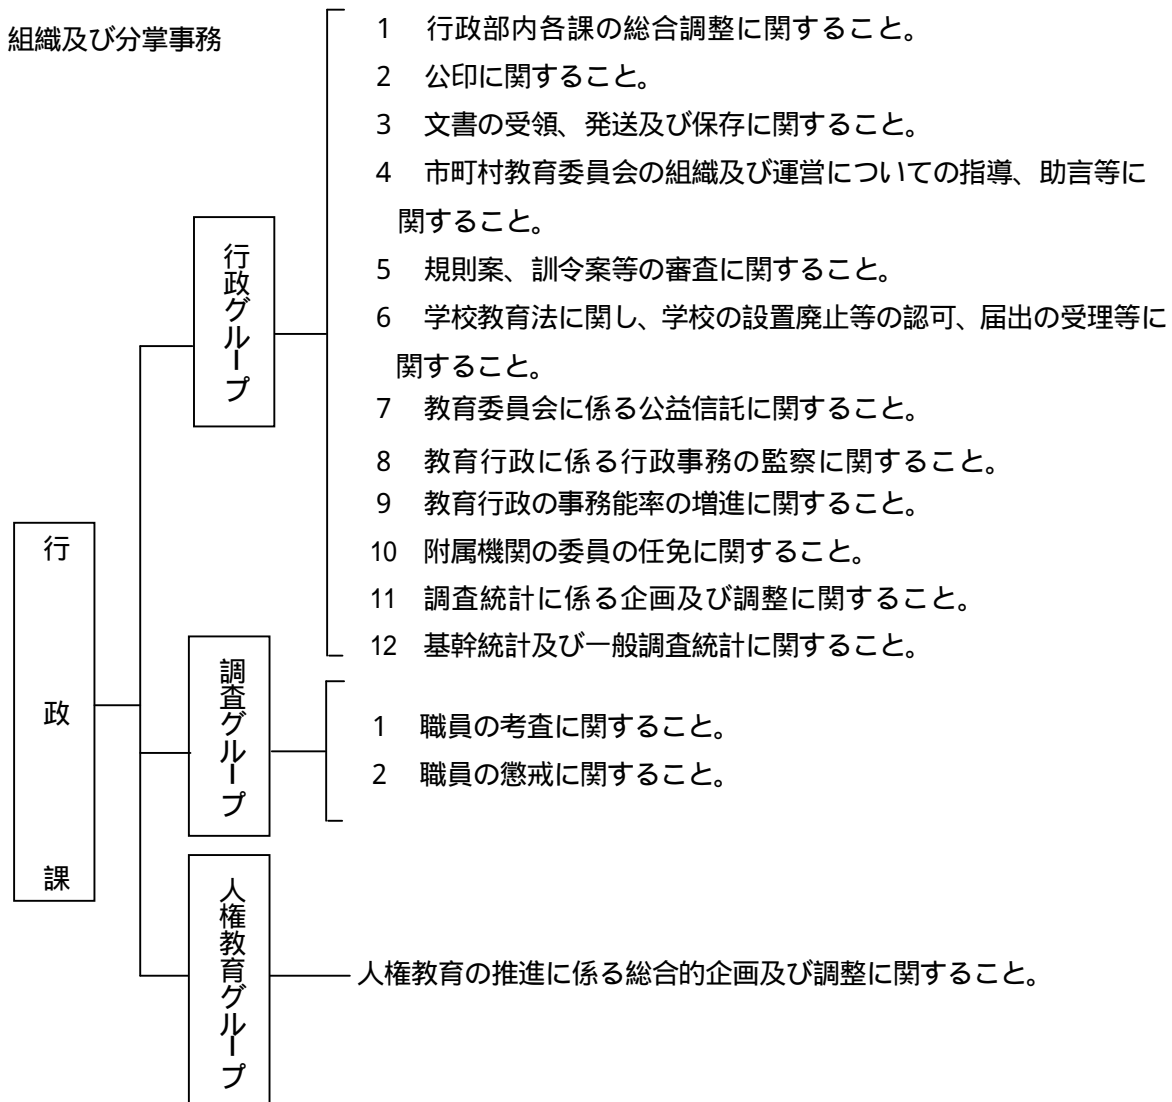 組織及び分掌事務
行政課
行政グループ
1 行政部内各課の総合調整に関すること。
2 公印に関すること。
3 文書の受領、発送及び保存に関すること。
4 市町村教育委員会の組織及び運営についての指導、助言等に
関すること。
5 規則案、訓令案等の審査に関すること。
6 学校教育法に関し、学校の設置廃止等の認可、届出の受理等に
関すること。
7 教育委員会に係る公益信託に関すること。
8 教育行政に係る行政事務の監察に関すること。
9 教育行政の事務能率の増進に関すること。
10 附属機関の委員の任免に関すること。
11 調査統計に係る企画及び調整に関すること。
12 基幹統計及び一般調査統計に関すること。
調査グループ
1 職員の考査に関すること。
2 職員の懲戒に関すること。
人権教育グループ
人権教育の推進に係る総合的企画及び調整に関すること。